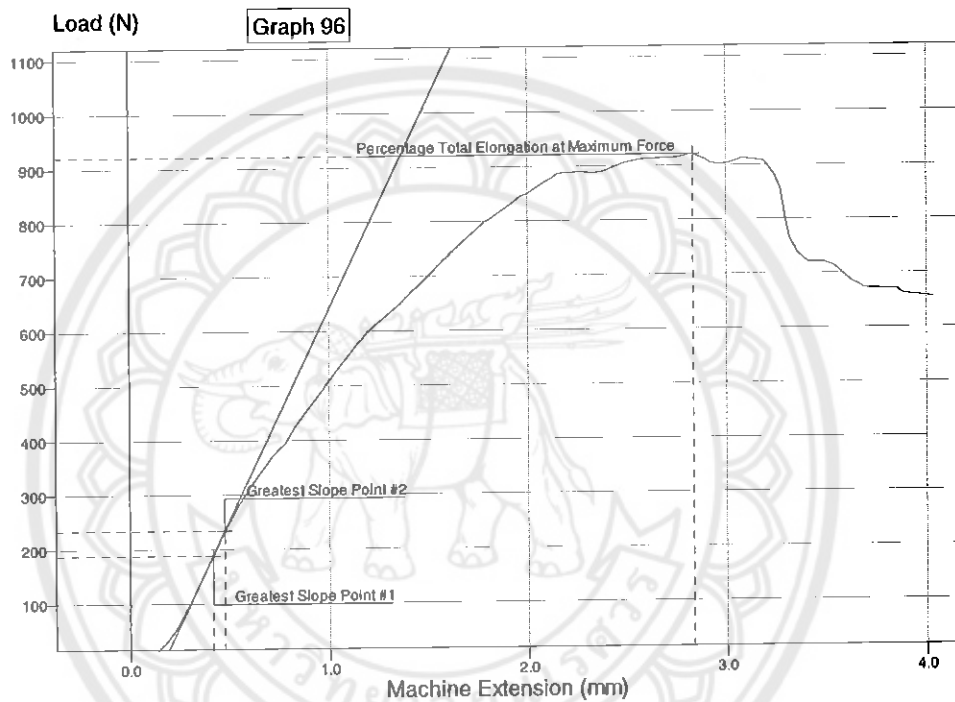 Load (N)
Graph 96
1100
1000
900
800
700
600
500
400
300
200
100
Percentage Total Elongation at Maximum Force
Greatest Slope Point #2
Greatest Slope Point #1
0.0 1.0 2.0 3.0 4.0
Machine Extension (mm)